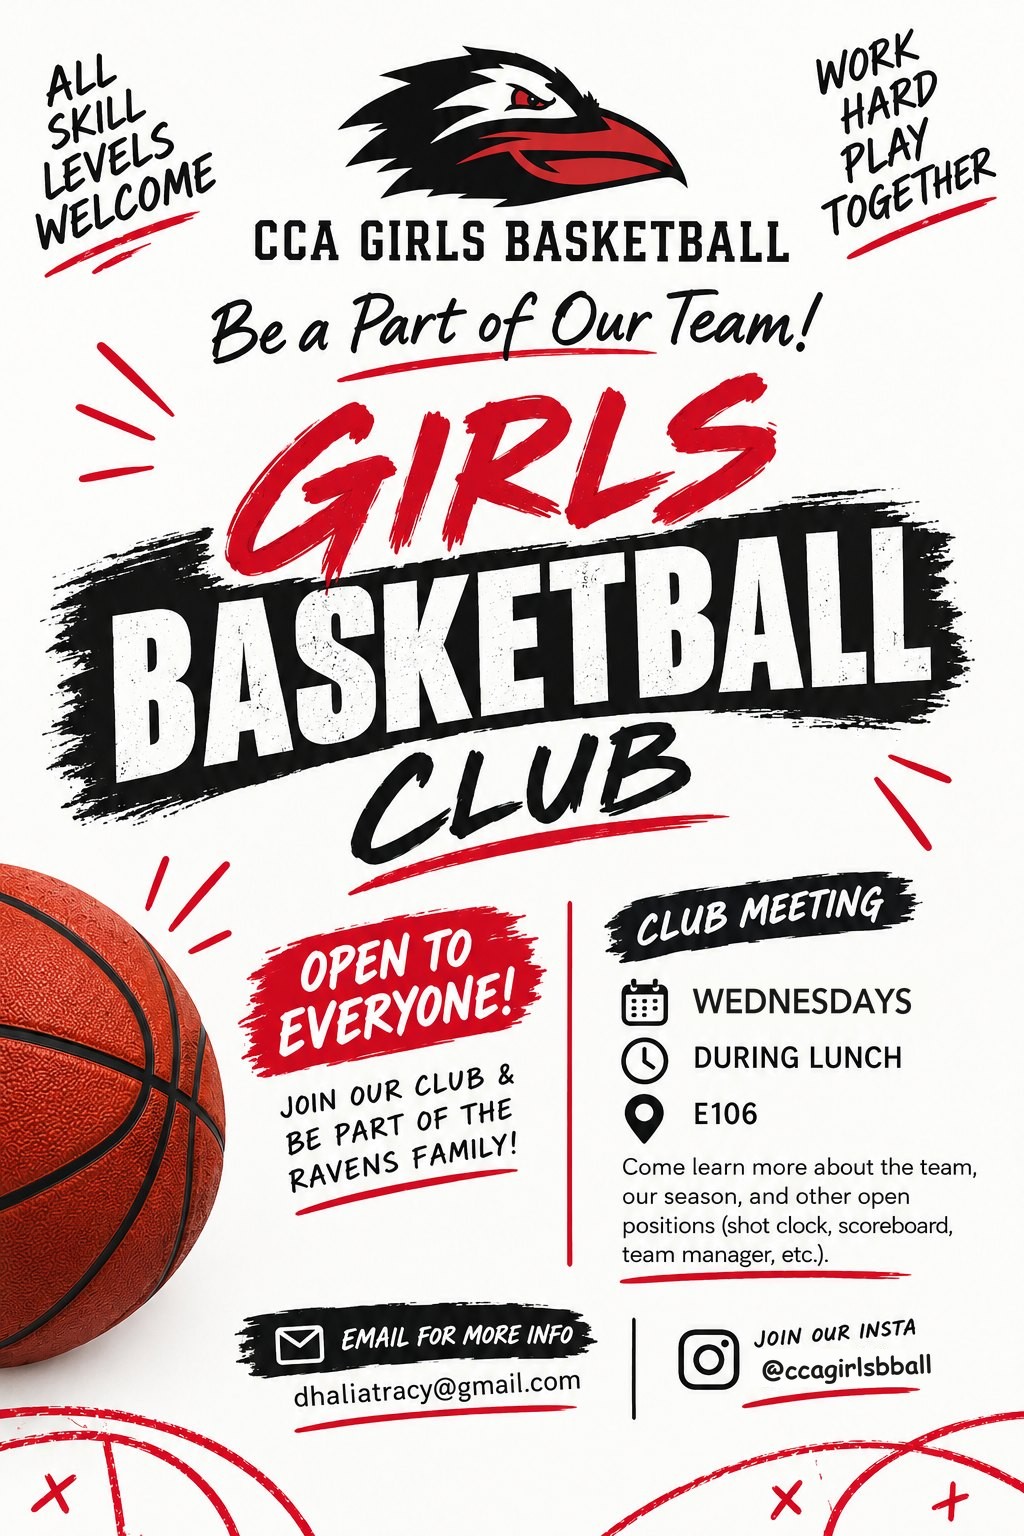 ALL
SKILL
LEVELS
WELCOME
WORK
HARD
PLAY
TOGETHER
CCA GIRLS BASKETBALL
Be a Part of Our Team!
GIRLS
BASKETBALL
CLUB
OPEN TO
EVERYONE!
JOIN OUR CLUB &
BE PART OF THE
RAVENS FAMILY!
CLUB MEETING
WEDNESDAYS
DURING LUNCH
E106
Come learn more about the team,
our season, and other open
positions (shot clock, scoreboard,
team manager, etc.).
EMAIL FOR MORE INFO
dhaliatracy@gmail.com
JOIN OUR INSTA
@ccagirlsbball